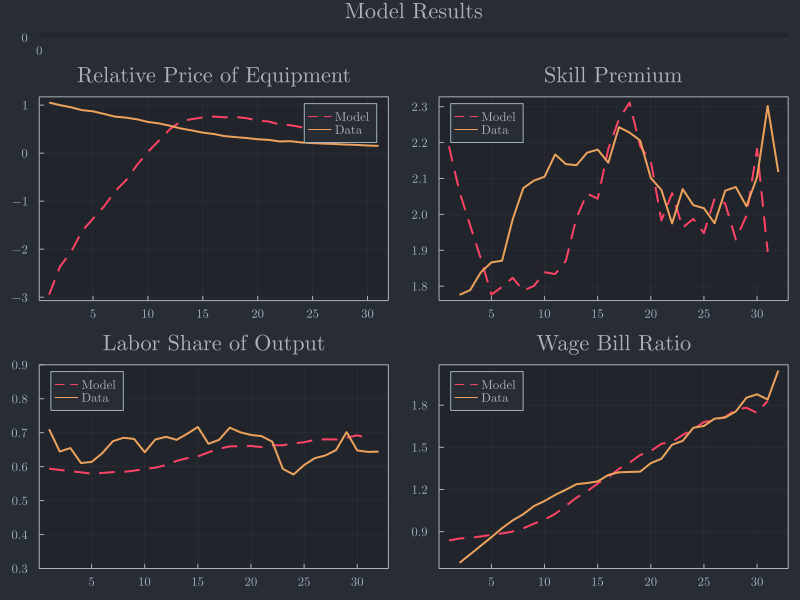 Model Results
0
0
Relative Price of Equipment
1
0
−1
−2
−3
5 10 15 20 25 30
Model
Data
Skill Premium
2.3
2.2
2.1
2.0
1.9
1.8
5 10 15 20 25 30
Model
Data
Labor Share of Output
0.9
0.8
0.7
0.6
0.5
0.4
0.3
5 10 15 20 25 30
Model
Data
Wage Bill Ratio
1.8
1.5
1.2
0.9
5 10 15 20 25 30
Model
Data